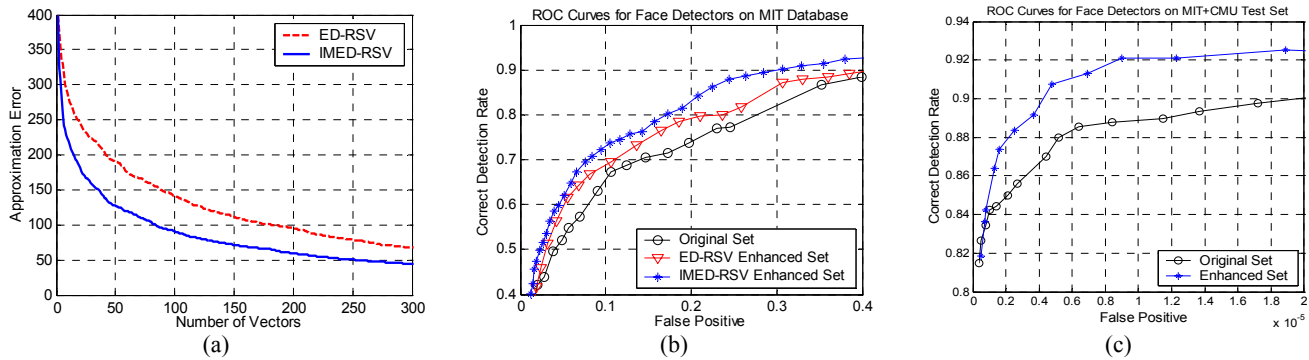 400
350
300
250
200
150
100
50
0
0
50
100
150
200
250
300
Approximation Error
Number of Vectors
ED-RSV
IMED-RSV
(a)
ROC Curves for Face Detectors on MIT Database
1
0.9
0.8
0.7
0.6
0.5
0.4
0
0.1
0.2
0.3
0.4
Correct Detection Rate
False Positive
Original Set
ED-RSV Enhanced Set
IMED-RSV Enhanced Set
(b)
ROC Curves for Face Detectors on MIT+CMU Test Set
0.94
0.92
0.9
0.88
0.86
0.84
0.82
0.8
0
0.2
0.4
0.6
0.8
1
1.2
1.4
1.6
1.8
2
x 10
-5
Correct Detection Rate
False Positive
Original Set
Enhanced Set
(c)